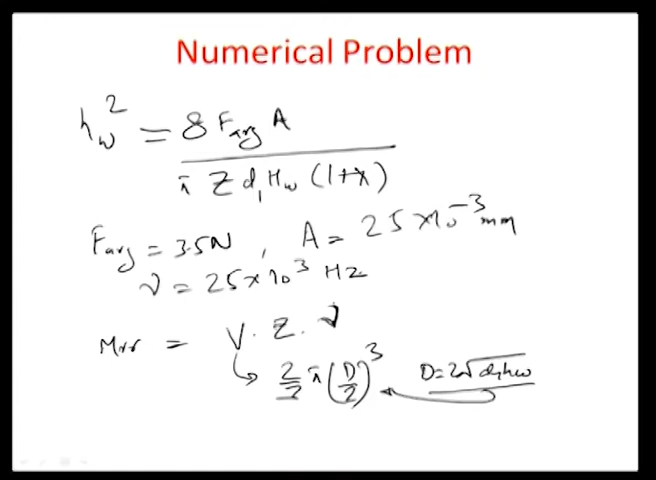 Numerical Problem
h_w^2 = 8 F_avg A / π Z d_1 H_w (1+λ)
F_avg = 3.5N , A = 25 × 10^-3 mm
ν = 25 × 10^3 Hz
Mrr = V. Z. ν
2/3 π (D/2)^3 D = 2√d_1 h_w